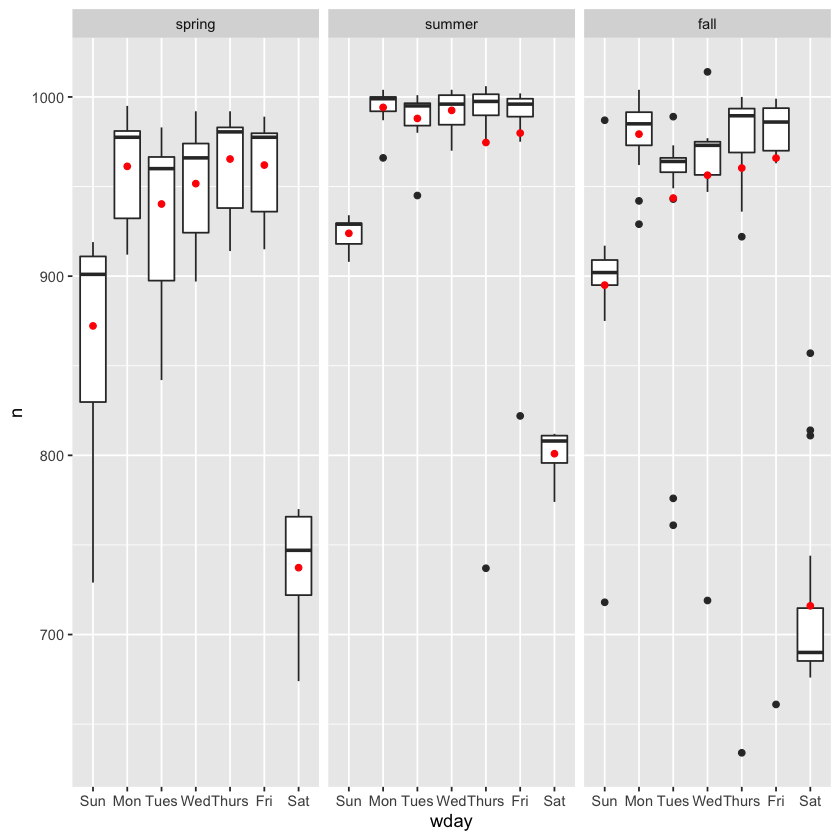 spring summer fall
1000
900
800
700
n
Sun Mon Tues Wed Thurs Fri Sat Sun Mon Tues Wed Thurs Fri Sat Sun Mon Tues Wed Thurs Fri Sat
wday